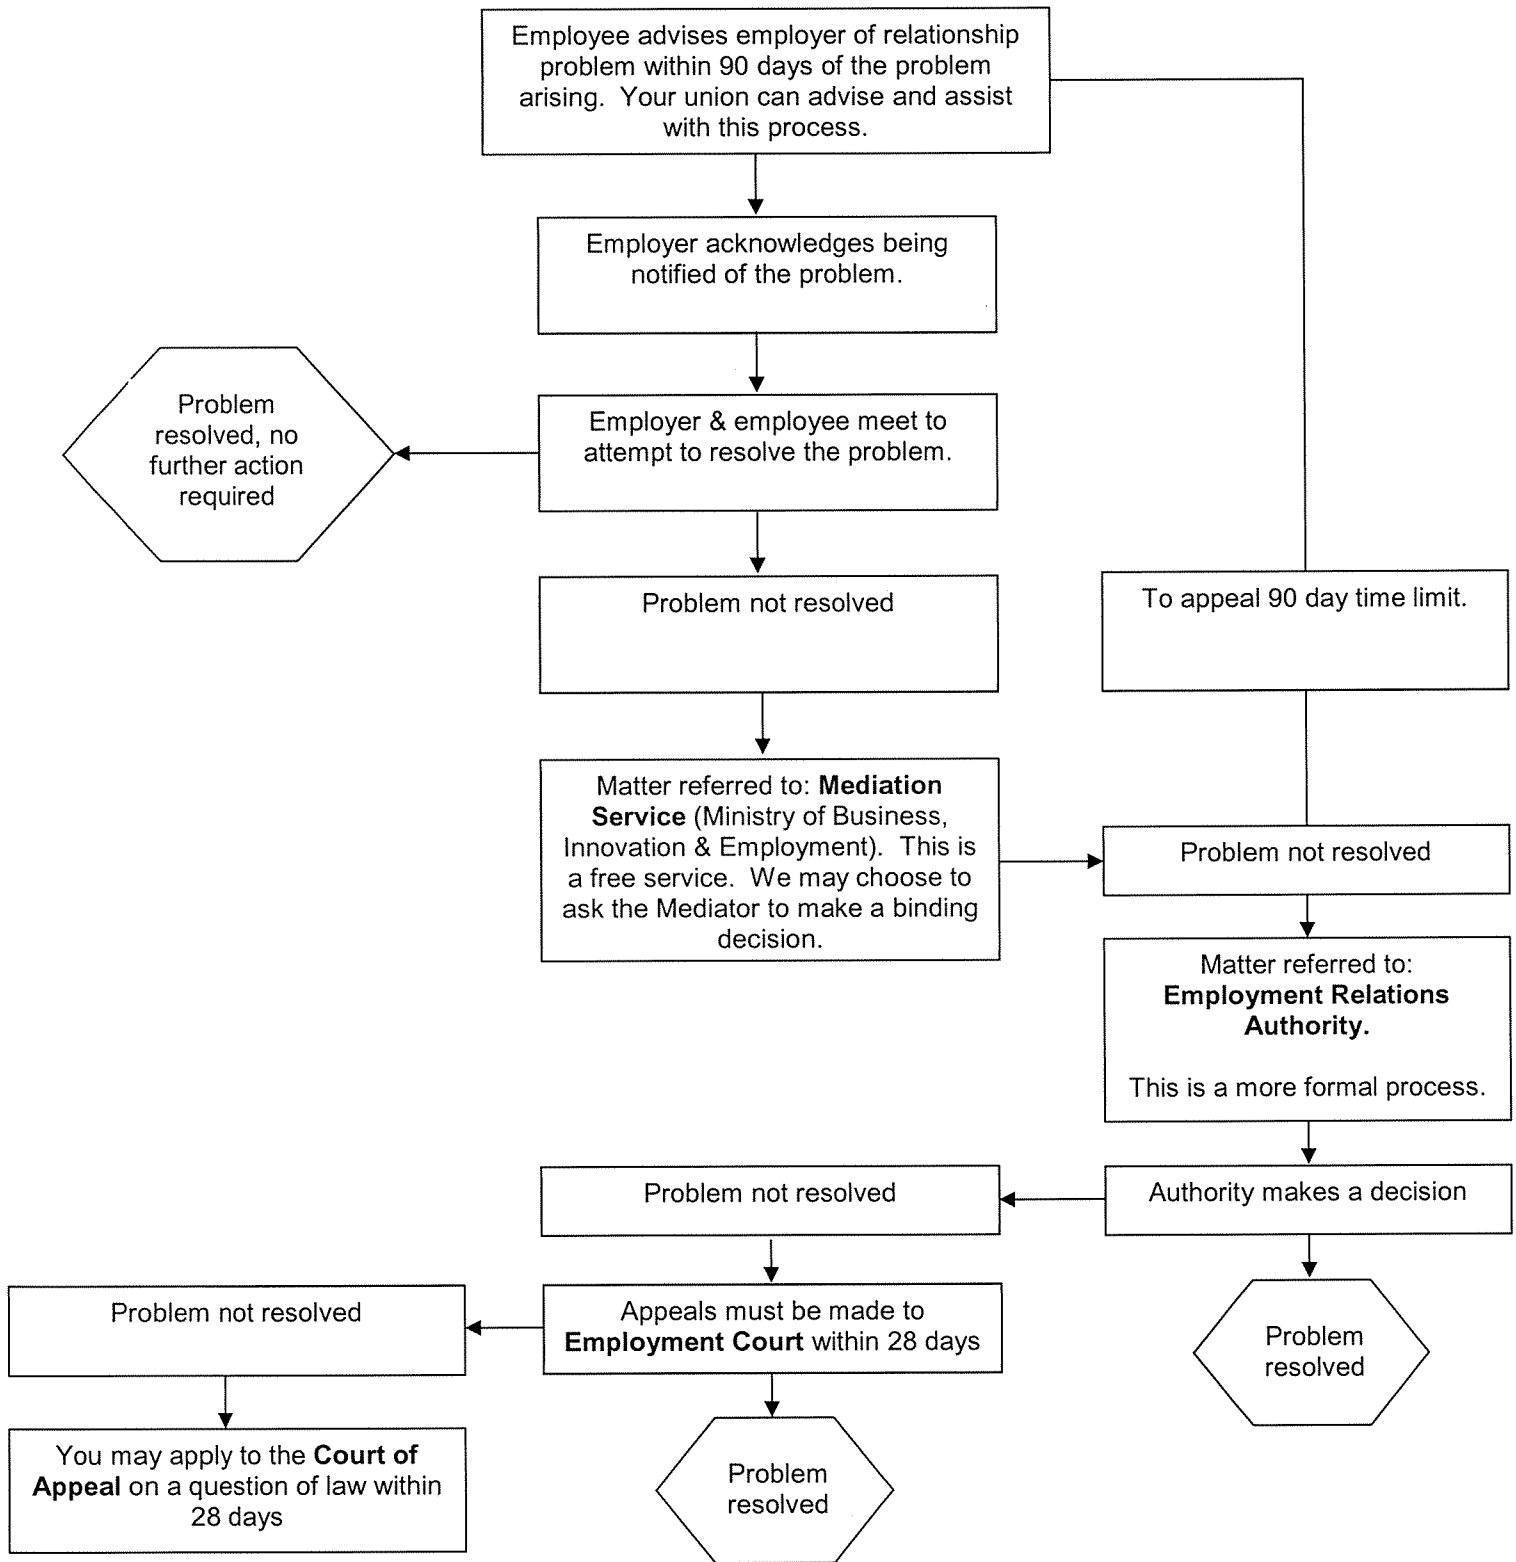 Employee advises employer of relationship
problem within 90 days of the problem
arising.  Your union can advise and assist
with this process.
Employer acknowledges being
notified of the problem.
Problem
resolved, no
further action
required
Employer & employee meet to
attempt to resolve the problem.
Problem not resolved
To appeal 90 day time limit.
Matter referred to: Mediation
Service (Ministry of Business,
Innovation & Employment).  This is
a free service.  We may choose to
ask the Mediator to make a binding
decision.
Problem not resolved
Matter referred to:
Employment Relations
Authority.
This is a more formal process.
Authority makes a decision
Problem not resolved
Problem
resolved
Appeals must be made to
Employment Court within 28 days
Problem not resolved
Problem
resolved
You may apply to the Court of
Appeal on a question of law within
28 days